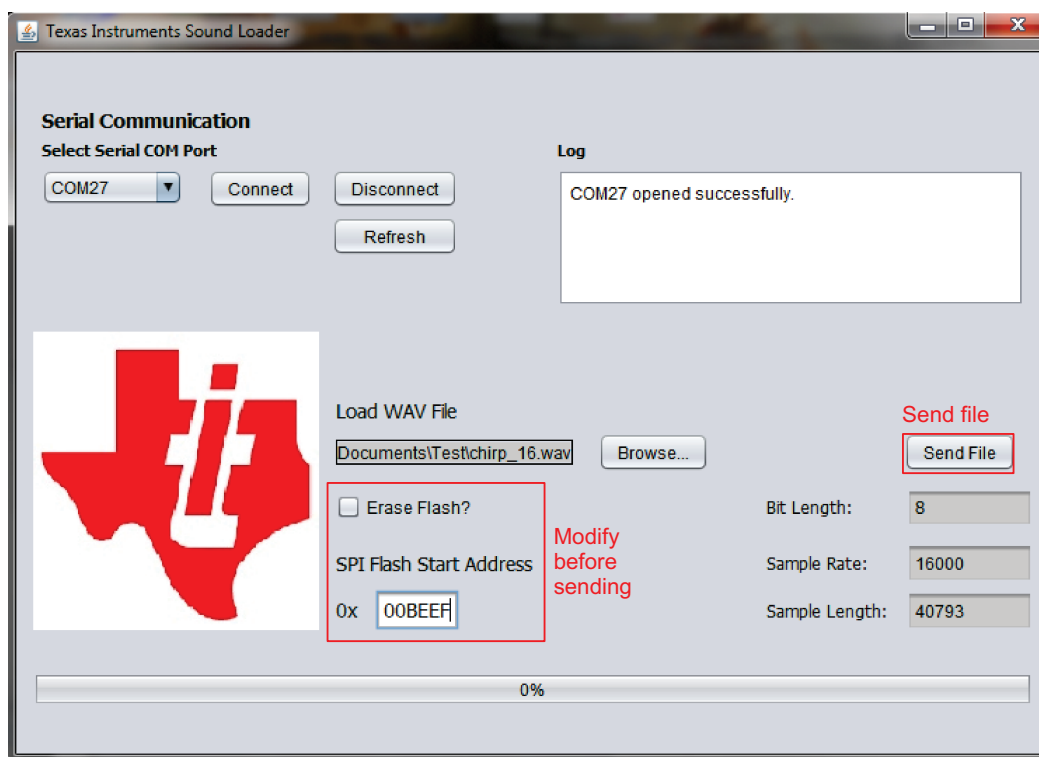 Texas Instruments Sound Loader
Serial Communication
Select Serial COM Port
Log
COM27
Connect
Disconnect
COM27 opened successfully.
Refresh
ti
Load WAV File
Send file
Documents\Test\chirp_16.wav
Browse...
Send File
Erase Flash?
Bit Length:
8
Modify
before
sending
SPI Flash Start Address
Sample Rate:
16000
0x
00BEEF
Sample Length:
40793
0%